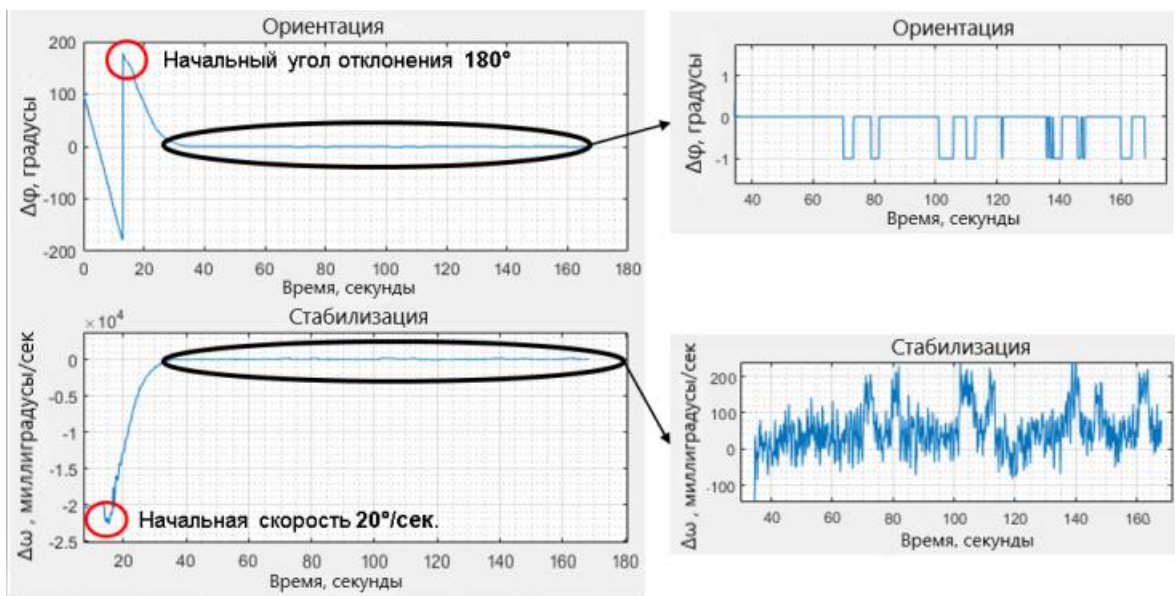 Ориентация
200
100
0
-100
-200
Δφ, градусы
Начальный угол отклонения 180°
0 20 40 60 80 100 120 140 160 180
Время, секунды
Ориентация
1
0
-1
Δφ, градусы
40 60 80 100 120 140 160
Время, секунды
Стабилизация
×10⁴
0
-0.5
-1
-1.5
-2
-2.5
Δω , миллиградусы/сек
Начальная скорость 20°/сек.
20 40 60 80 100 120 140 160 180
Время, секунды
Стабилизация
200
100
0
-100
Δω , миллиградусы/сек
40 60 80 100 120 140 160
Время, секунды